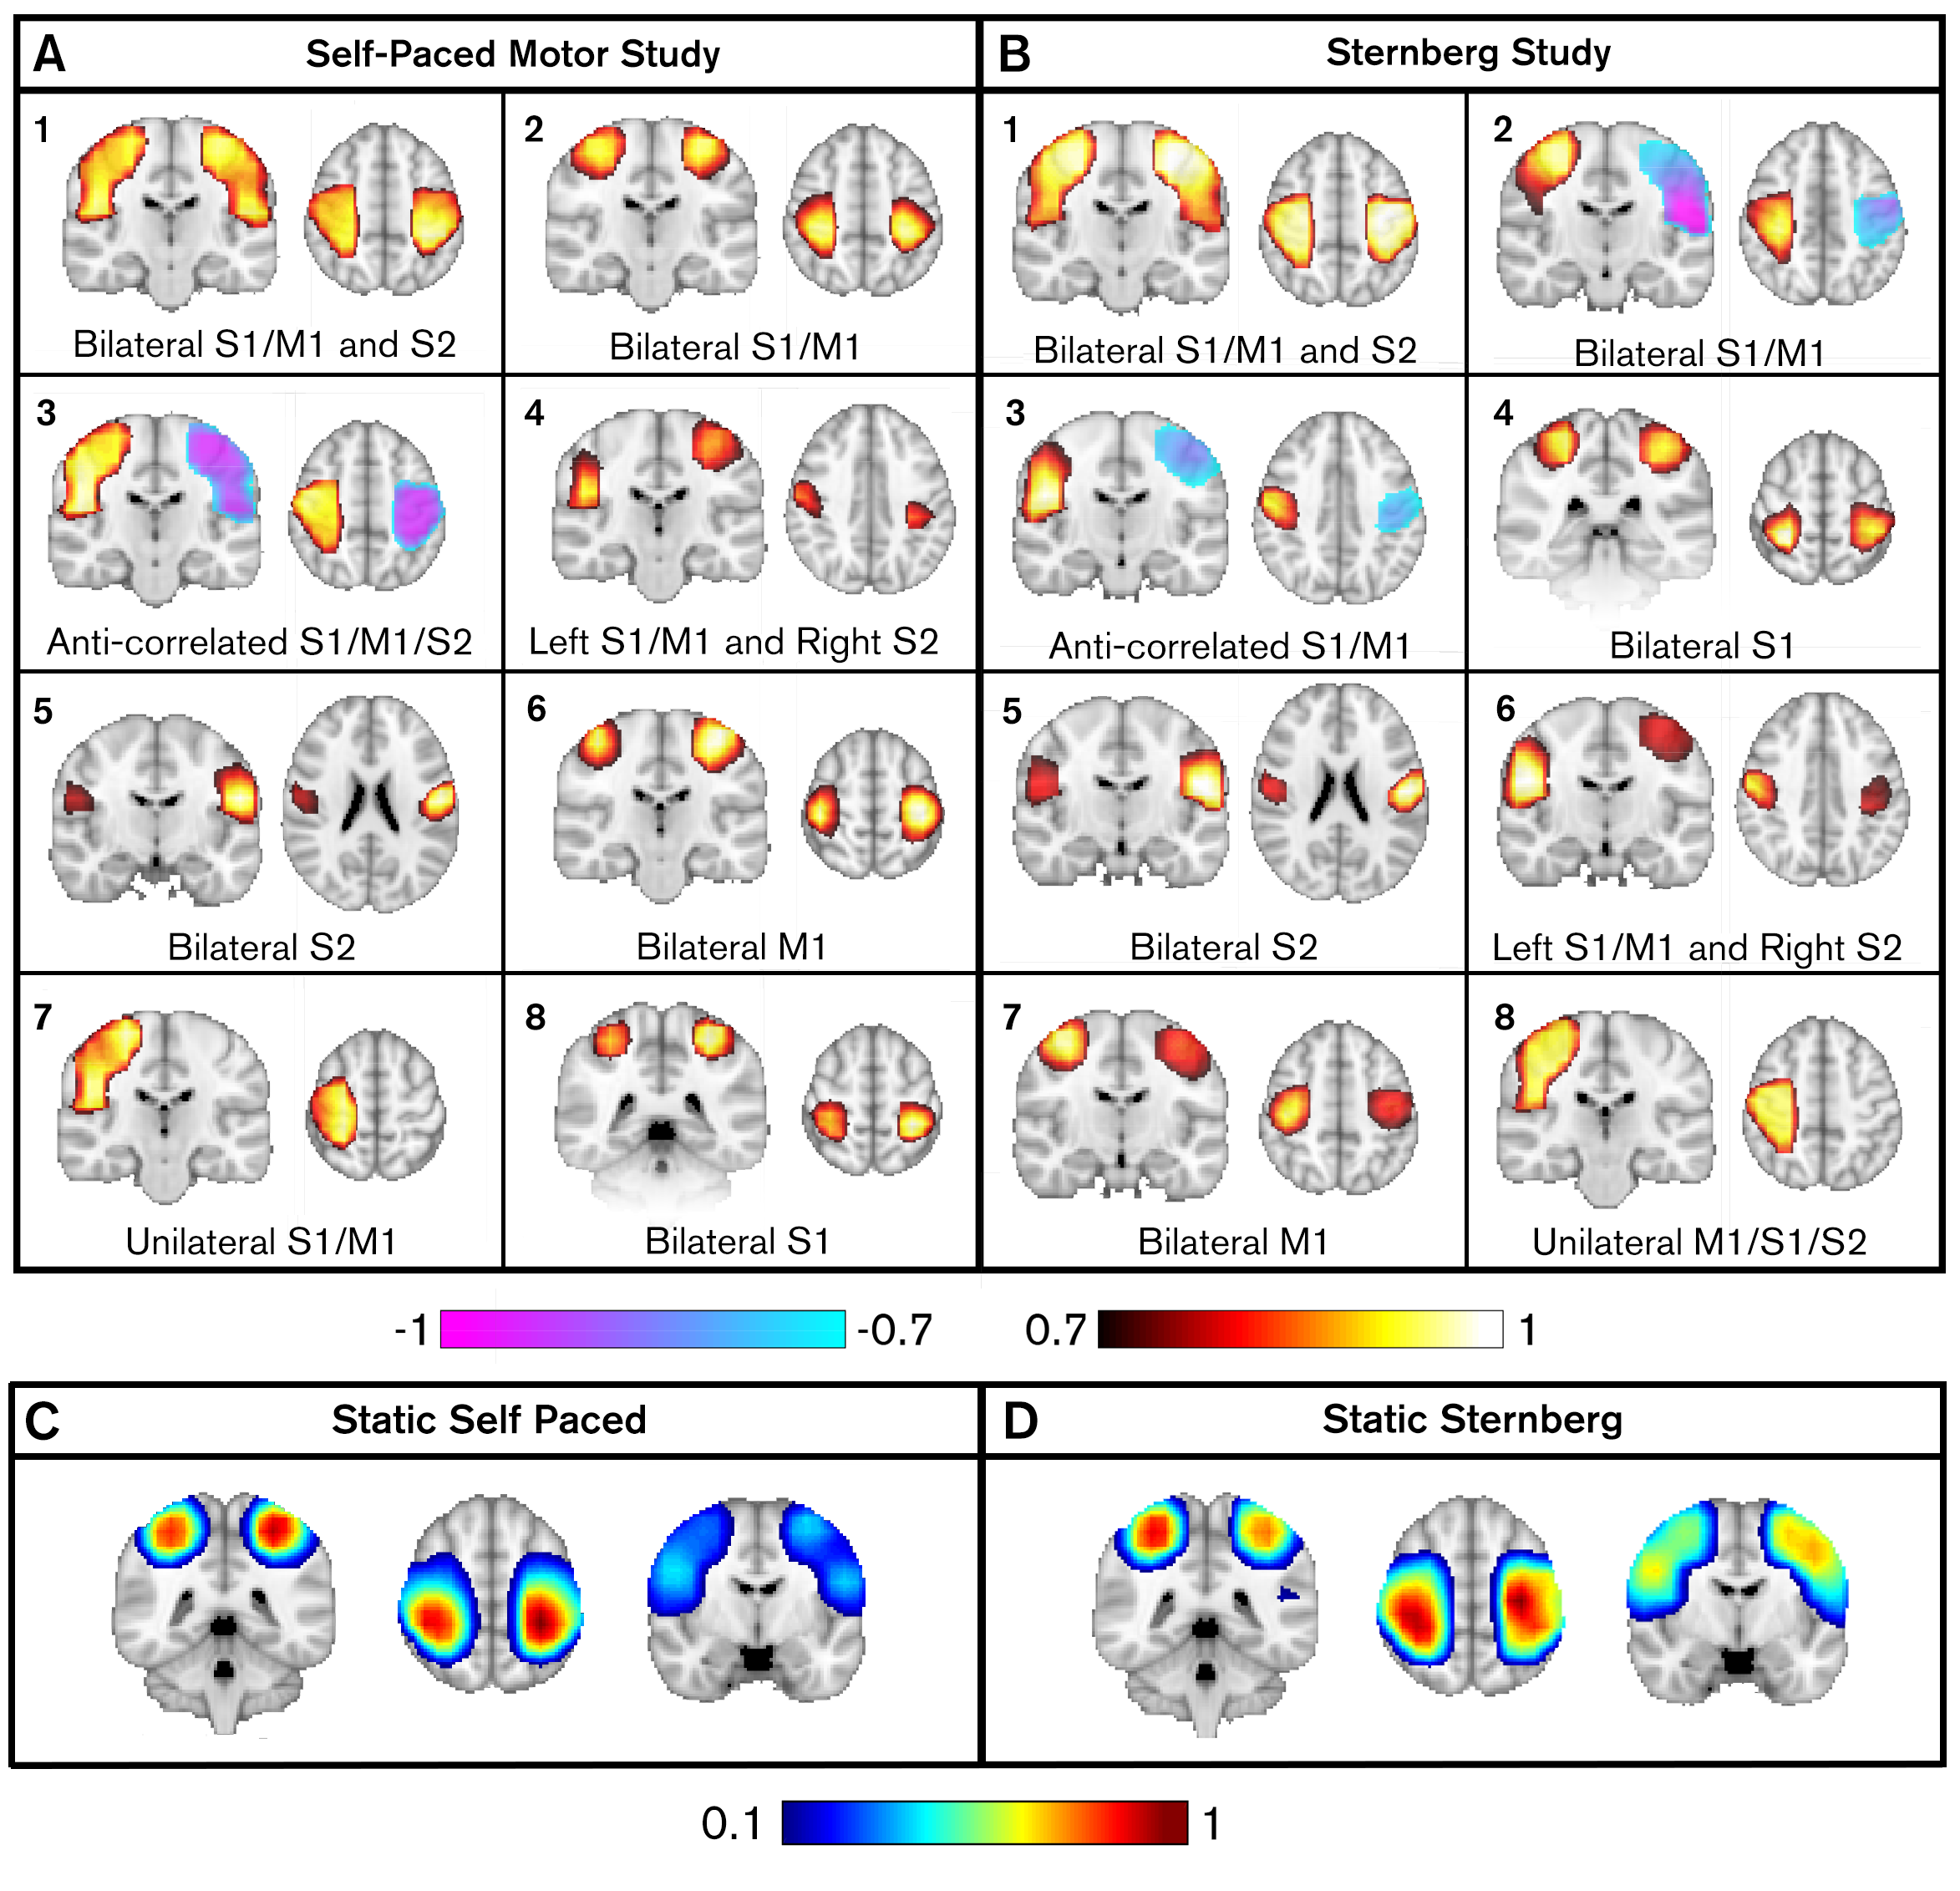 A Self-Paced Motor Study
B Sternberg Study
1
Bilateral S1/M1 and S2
2
Bilateral S1/M1
1
Bilateral S1/M1 and S2
2
Bilateral S1/M1
3
Anti-correlated S1/M1/S2
4
Left S1/M1 and Right S2
3
Anti-correlated S1/M1
4
Bilateral S1
5
Bilateral S2
6
Bilateral M1
5
Bilateral S2
6
Left S1/M1 and Right S2
7
Unilateral S1/M1
8
Bilateral S1
7
Bilateral M1
8
Unilateral M1/S1/S2
-1 -0.7
0.7 1
C Static Self Paced
D Static Sternberg
0.1 1